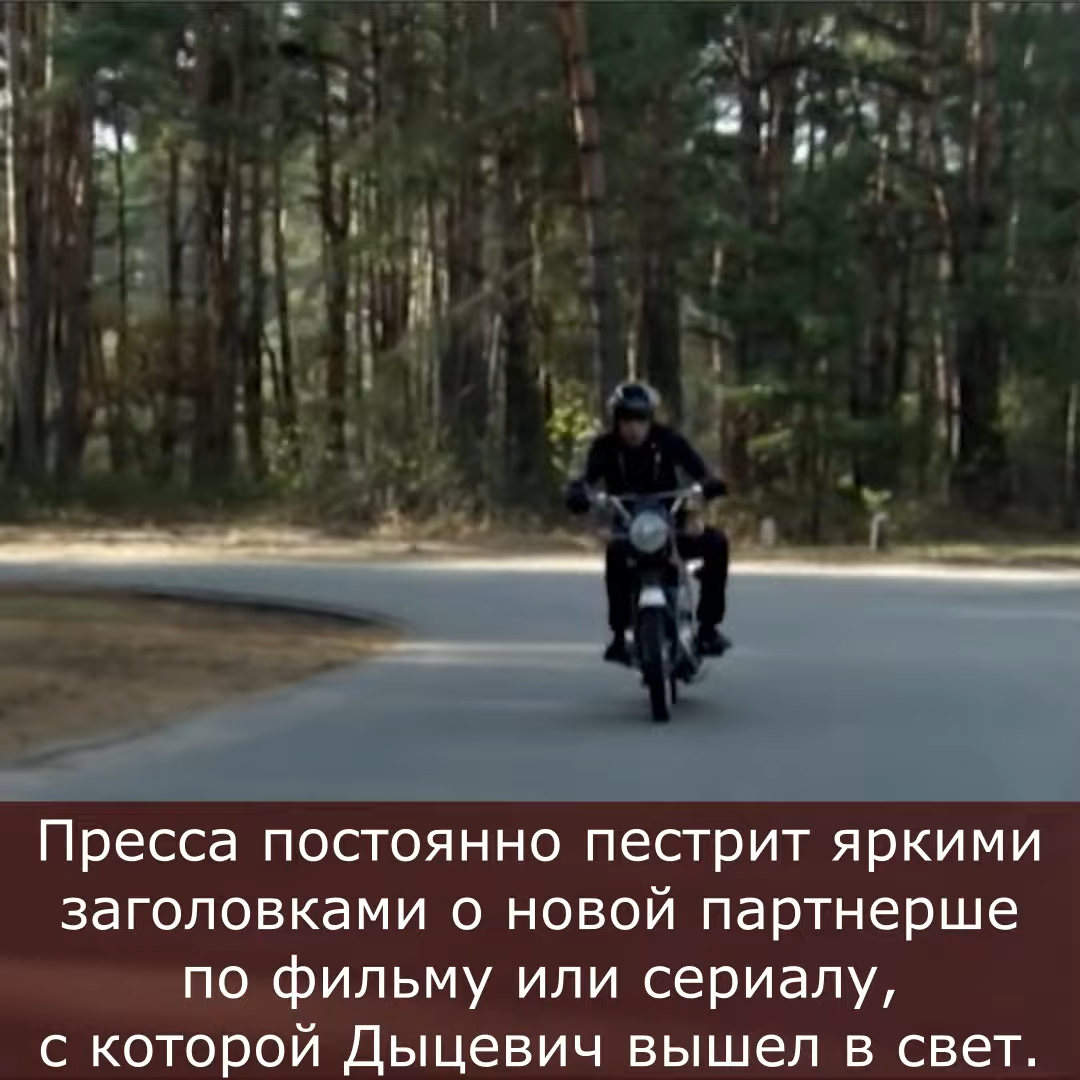 Пресса постоянно пестрит яркими
заголовками о новой партнерше
по фильму или сериалу,
с которой Дыцевич вышел в свет.